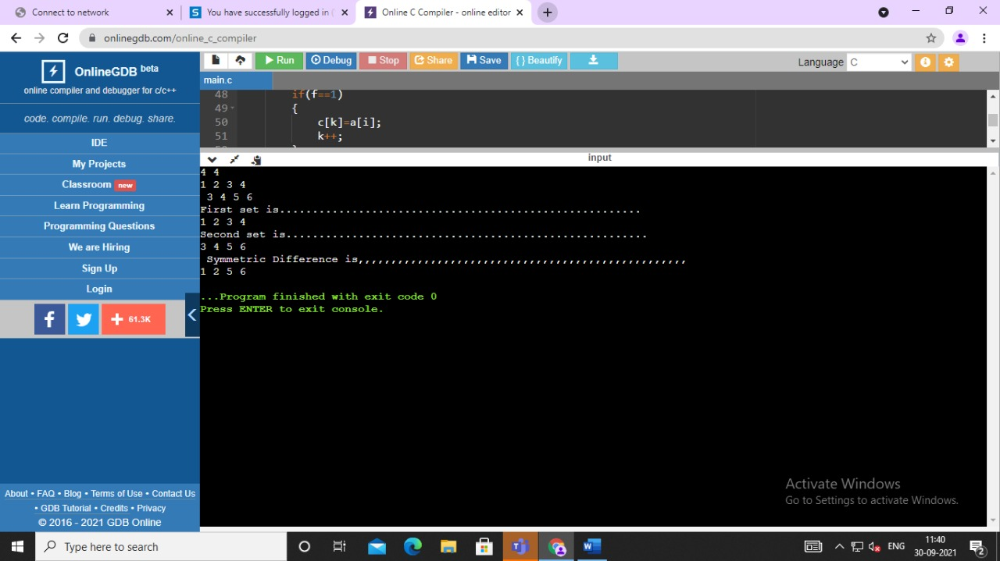 Connect to network
You have successfully logged in
Online C Compiler - online editor
onlinegdb.com/online_c_compiler
OnlineGDB beta
online compiler and debugger for c/c++
code. compile. run. debug. share.
IDE
My Projects
Classroom new
Learn Programming
Programming Questions
We are Hiring
Sign Up
Login
61.3K
About • FAQ • Blog • Terms of Use • Contact Us
• GDB Tutorial • Credits • Privacy
© 2016 - 2021 GDB Online
Run Debug Stop Share Save { } Beautify
Language C
main.c
48 if(f==1)
49 {
50 c[k]=a[i];
51 k++;
input
4 4
1 2 3 4
3 4 5 6
First set is.......................................................
1 2 3 4
Second set is.......................................................
3 4 5 6
Symmetric Difference is,,,,,,,,,,,,,,,,,,,,,,,,,,,,,,,,,,,,,,,,,,,,,,,,,,
1 2 5 6
...Program finished with exit code 0
Press ENTER to exit console.
Activate Windows
Go to Settings to activate Windows.
Type here to search
ENG
11:40
30-09-2021
2